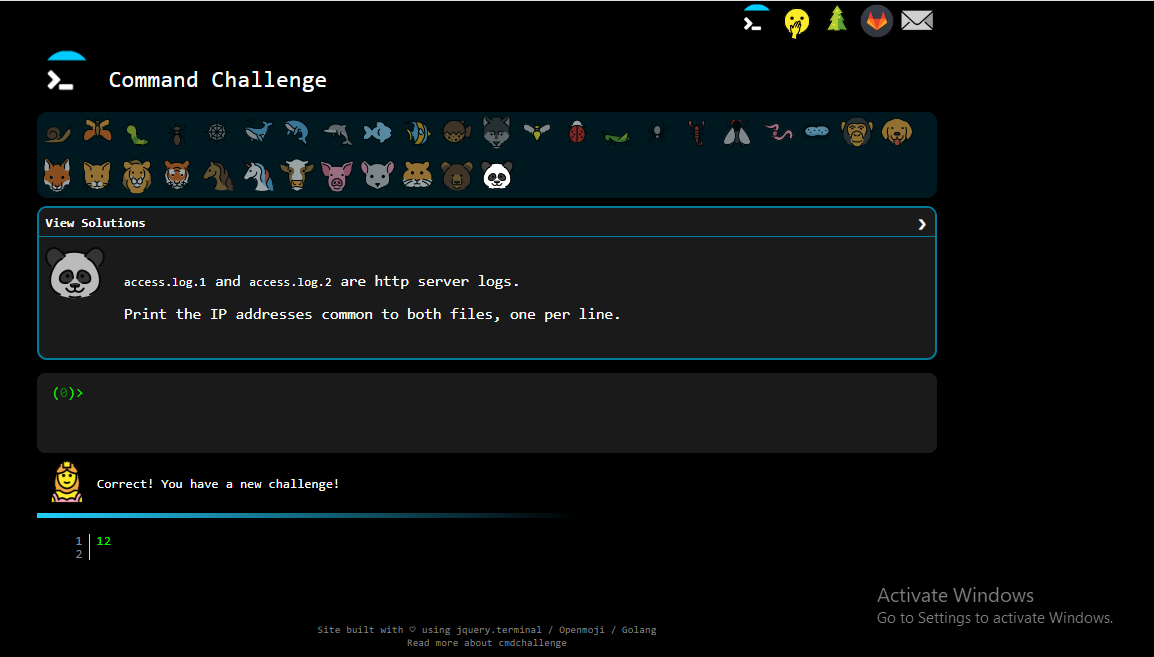 Command Challenge
View Solutions
access.log.1 and access.log.2 are http server logs.
Print the IP addresses common to both files, one per line.
(0)>
Correct! You have a new challenge!
1 12
2
Activate Windows
Go to Settings to activate Windows.
Site built with ♡ using jquery.terminal / Openmoji / Golang
Read more about cmdchallenge